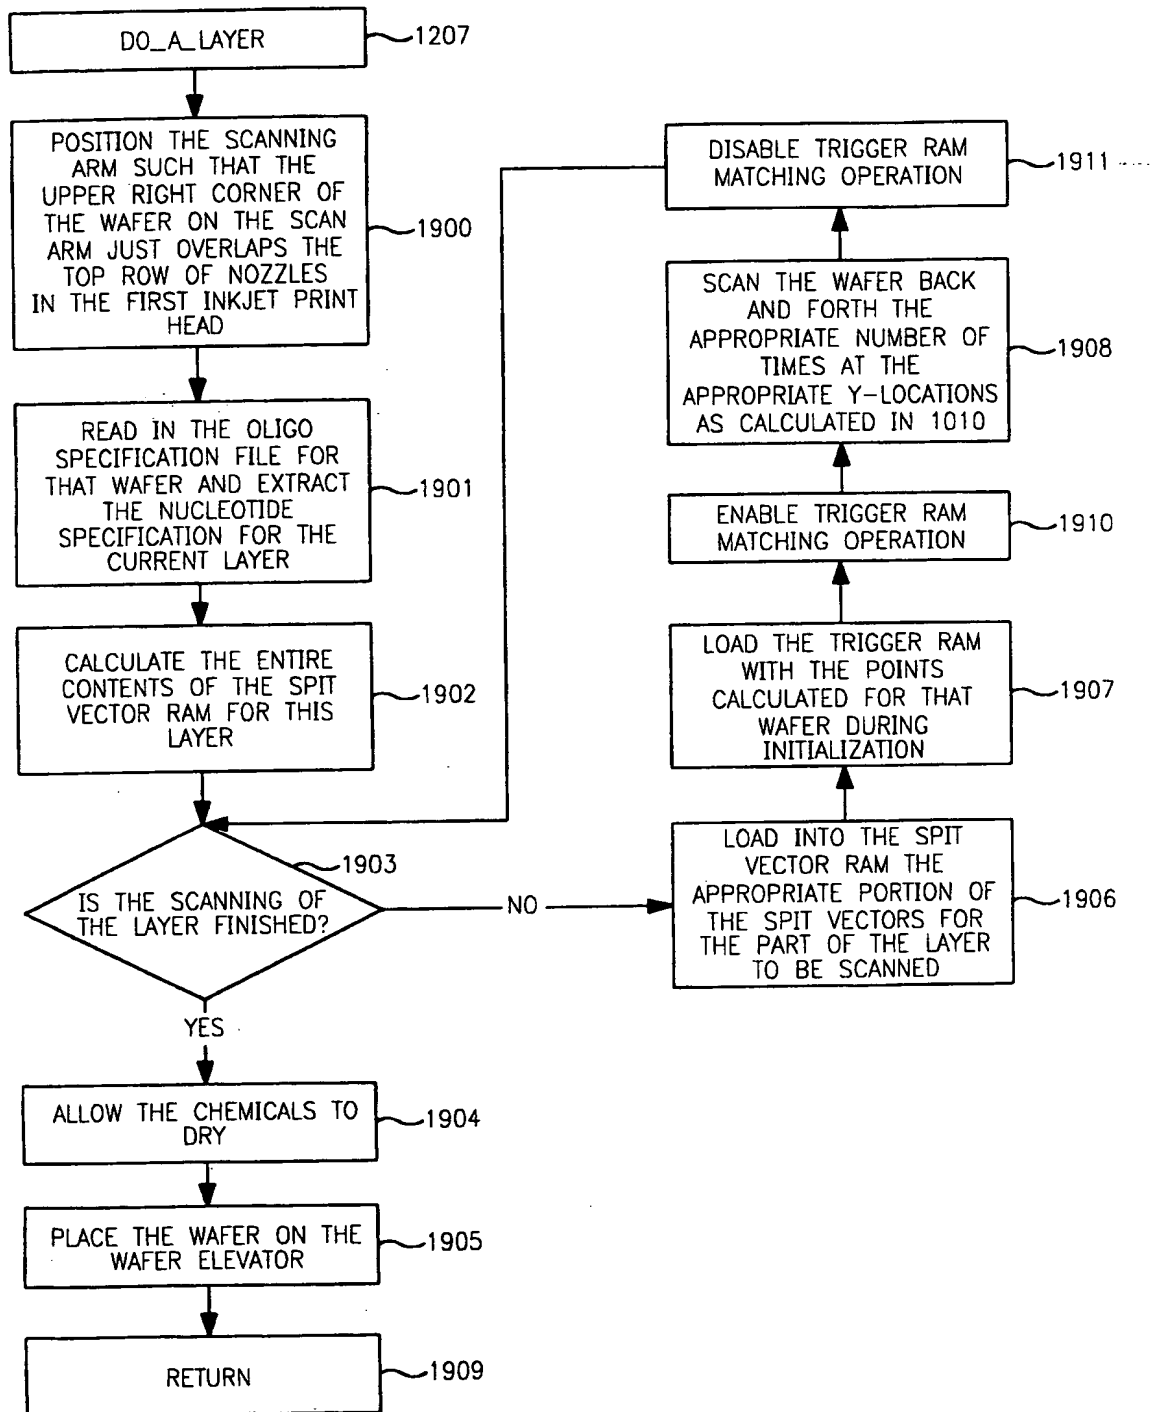 DO_A_LAYER
1207
POSITION THE SCANNING
ARM SUCH THAT THE
UPPER RIGHT CORNER OF
THE WAFER ON THE SCAN
ARM JUST OVERLAPS THE
TOP ROW OF NOZZLES
IN THE FIRST INKJET PRINT
HEAD
1900
READ IN THE OLIGO
SPECIFICATION FILE FOR
THAT WAFER AND EXTRACT
THE NUCLEOTIDE
SPECIFICATION FOR THE
CURRENT LAYER
1901
CALCULATE THE ENTIRE
CONTENTS OF THE SPIT
VECTOR RAM FOR THIS
LAYER
1902
1903
IS THE SCANNING OF
THE LAYER FINISHED?
NO
YES
ALLOW THE CHEMICALS TO
DRY
1904
PLACE THE WAFER ON THE
WAFER ELEVATOR
1905
RETURN
1909
DISABLE TRIGGER RAM
MATCHING OPERATION
1911
SCAN THE WAFER BACK
AND FORTH THE
APPROPRIATE NUMBER OF
TIMES AT THE
APPROPRIATE Y-LOCATIONS
AS CALCULATED IN 1010
1908
ENABLE TRIGGER RAM
MATCHING OPERATION
1910
LOAD THE TRIGGER RAM
WITH THE POINTS
CALCULATED FOR THAT
WAFER DURING
INITIALIZATION
1907
LOAD INTO THE SPIT
VECTOR RAM THE
APPROPRIATE PORTION OF
THE SPIT VECTORS FOR
THE PART OF THE LAYER
TO BE SCANNED
1906